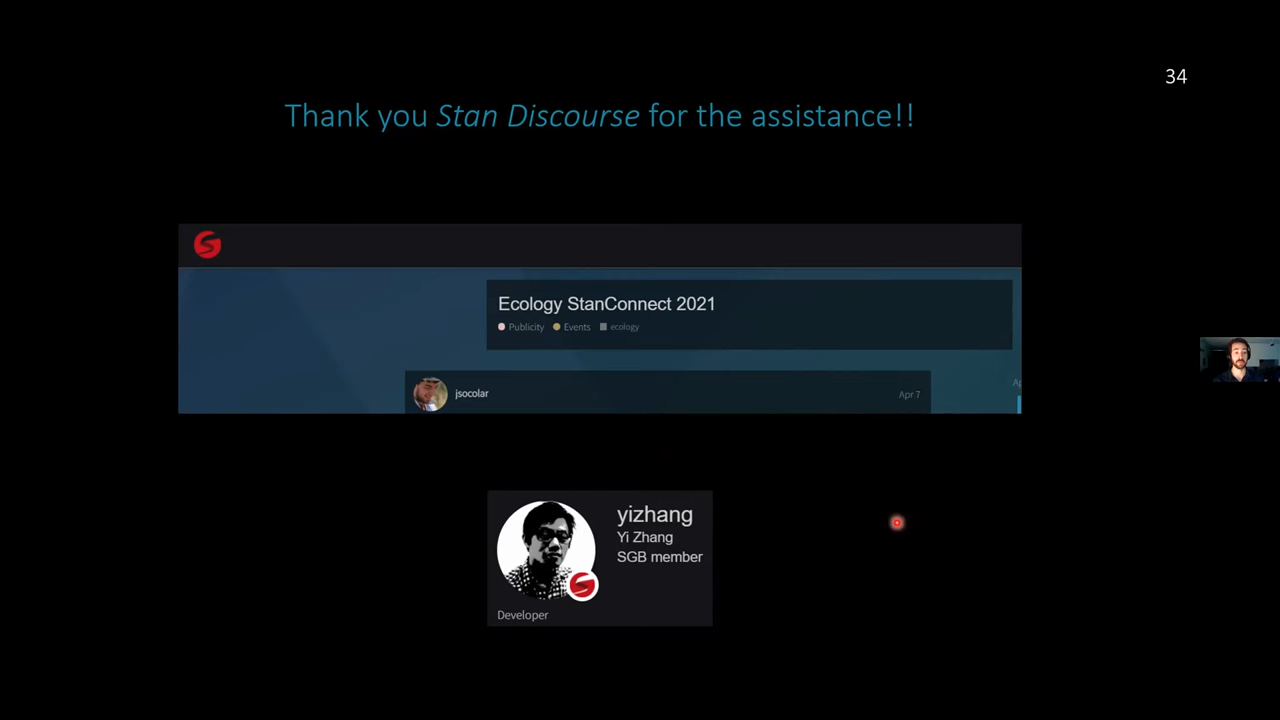 34
Thank you Stan Discourse for the assistance!!
Ecology StanConnect 2021
Publicity Events ecology
jsocolar Apr 7
yizhang
Yi Zhang
SGB member
Developer